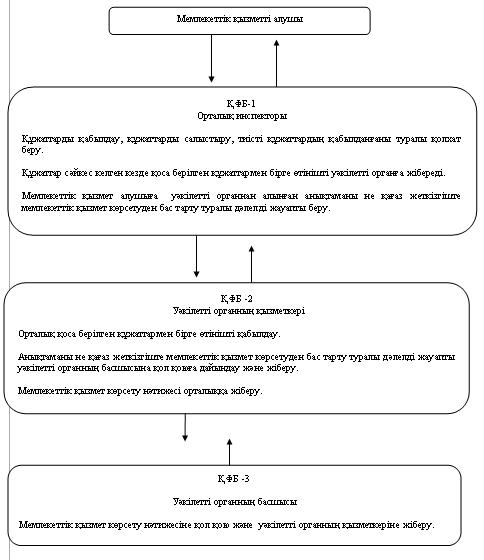 Мемлекеттік қызметті алушы
ҚФБ-1
Орталық инспекторы
Құжаттарды қабылдау, құжаттарды салыстыру, тиісті құжаттардың қабылданғаны туралы қолхат
беру.
Құжаттар сәйкес келген кезде қоса берілген құжаттармен бірге өтінішті уәкілетті органға жібереді.
Мемлекеттік қызмет алушыға уәкілетті органнан алынған анықтаманы не қағаз жеткізгіште
мемлекеттік қызмет көрсетуден бас тарту туралы дәлелді жауапты беру.
ҚФБ -2
Уәкілетті органның қызметкері
Орталық қоса берілген құжаттармен бірге өтінішті қабылдау.
Анықтаманы не қағаз жеткізгіште мемлекеттік қызмет көрсетуден бас тарту туралы дәлелді жауапты
уәкілетті органның басшысына қол қоюға дайындау және жіберу.
Мемлекеттік қызмет көрсету нәтижесі орталыққа жіберу.
ҚФБ -3
Уәкілетті органның басшысы
Мемлекеттік қызмет көрсету нәтижесіне қол қою және уәкілетті органның қызметкеріне жіберу.